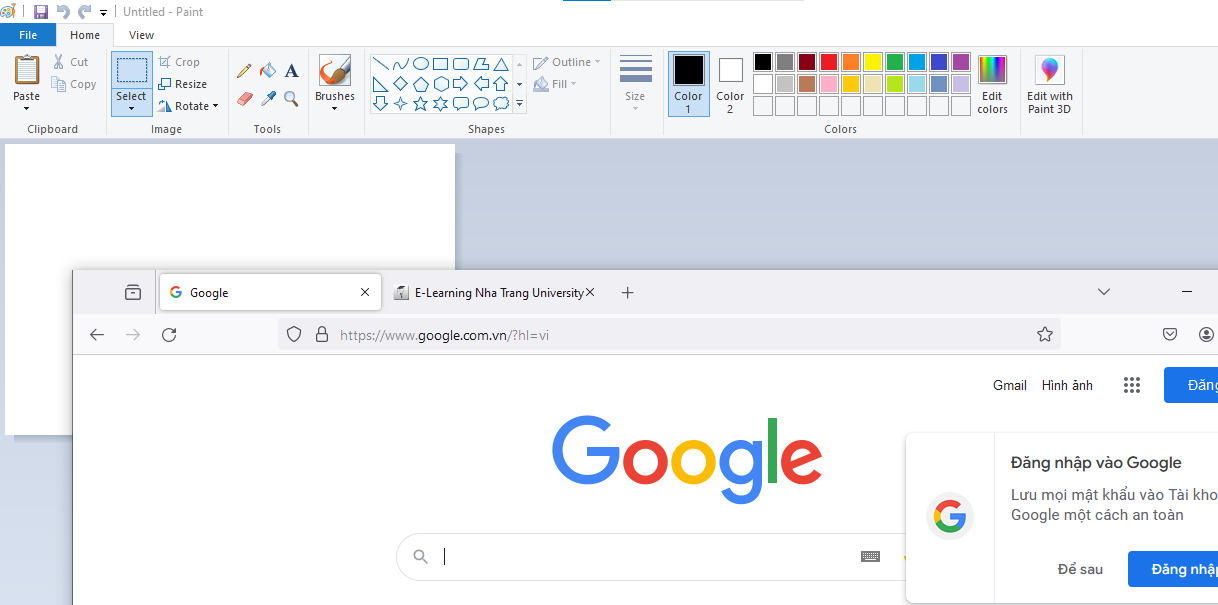 Untitled - Paint
File Home View
Paste
Cut
Copy
Clipboard
Select
Crop
Resize
Rotate
Image
A
Tools
Brushes
Shapes
Outline
Fill
Size
Color 1
Color 2
Colors
Edit colors
Edit with Paint 3D
Google
E-Learning Nha Trang University
https://www.google.com.vn/?hl=vi
Gmail Hình ảnh
Google
Đăng nhập vào Google
Lưu mọi mật khẩu vào Tài kho
Google một cách an toàn
Để sau